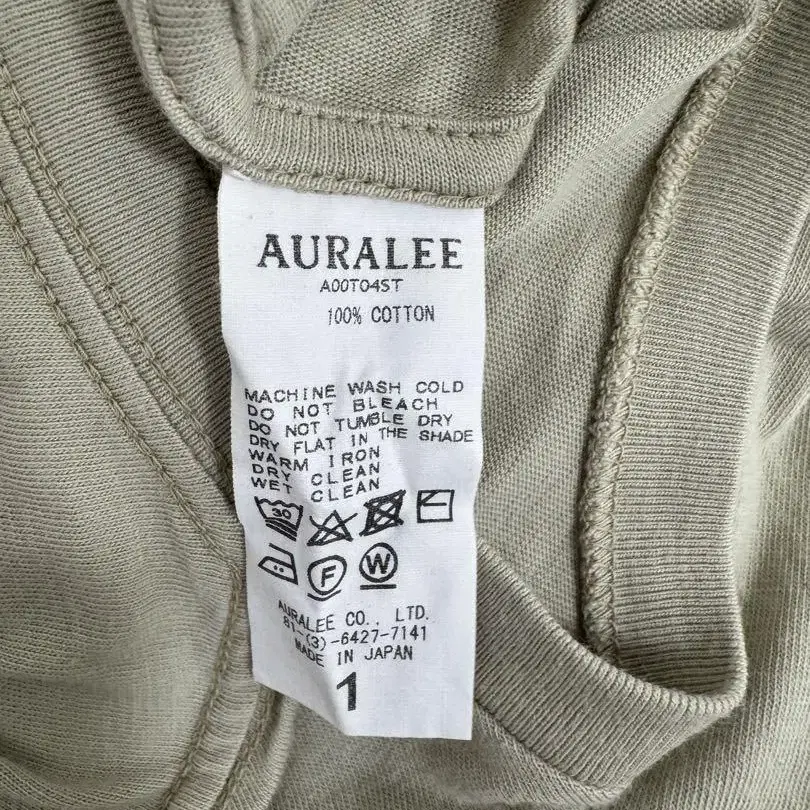 AURALEE
A00T04ST
100% COTTON
MACHINE WASH COLD
DO NOT BLEACH
DO NOT TUMBLE DRY
DRY FLAT IN THE SHADE
WARM IRON
DRY CLEAN
WET CLEAN
30
F W
AURALEE CO., LTD.
81-(3)-6427-7141
MADE IN JAPAN
1